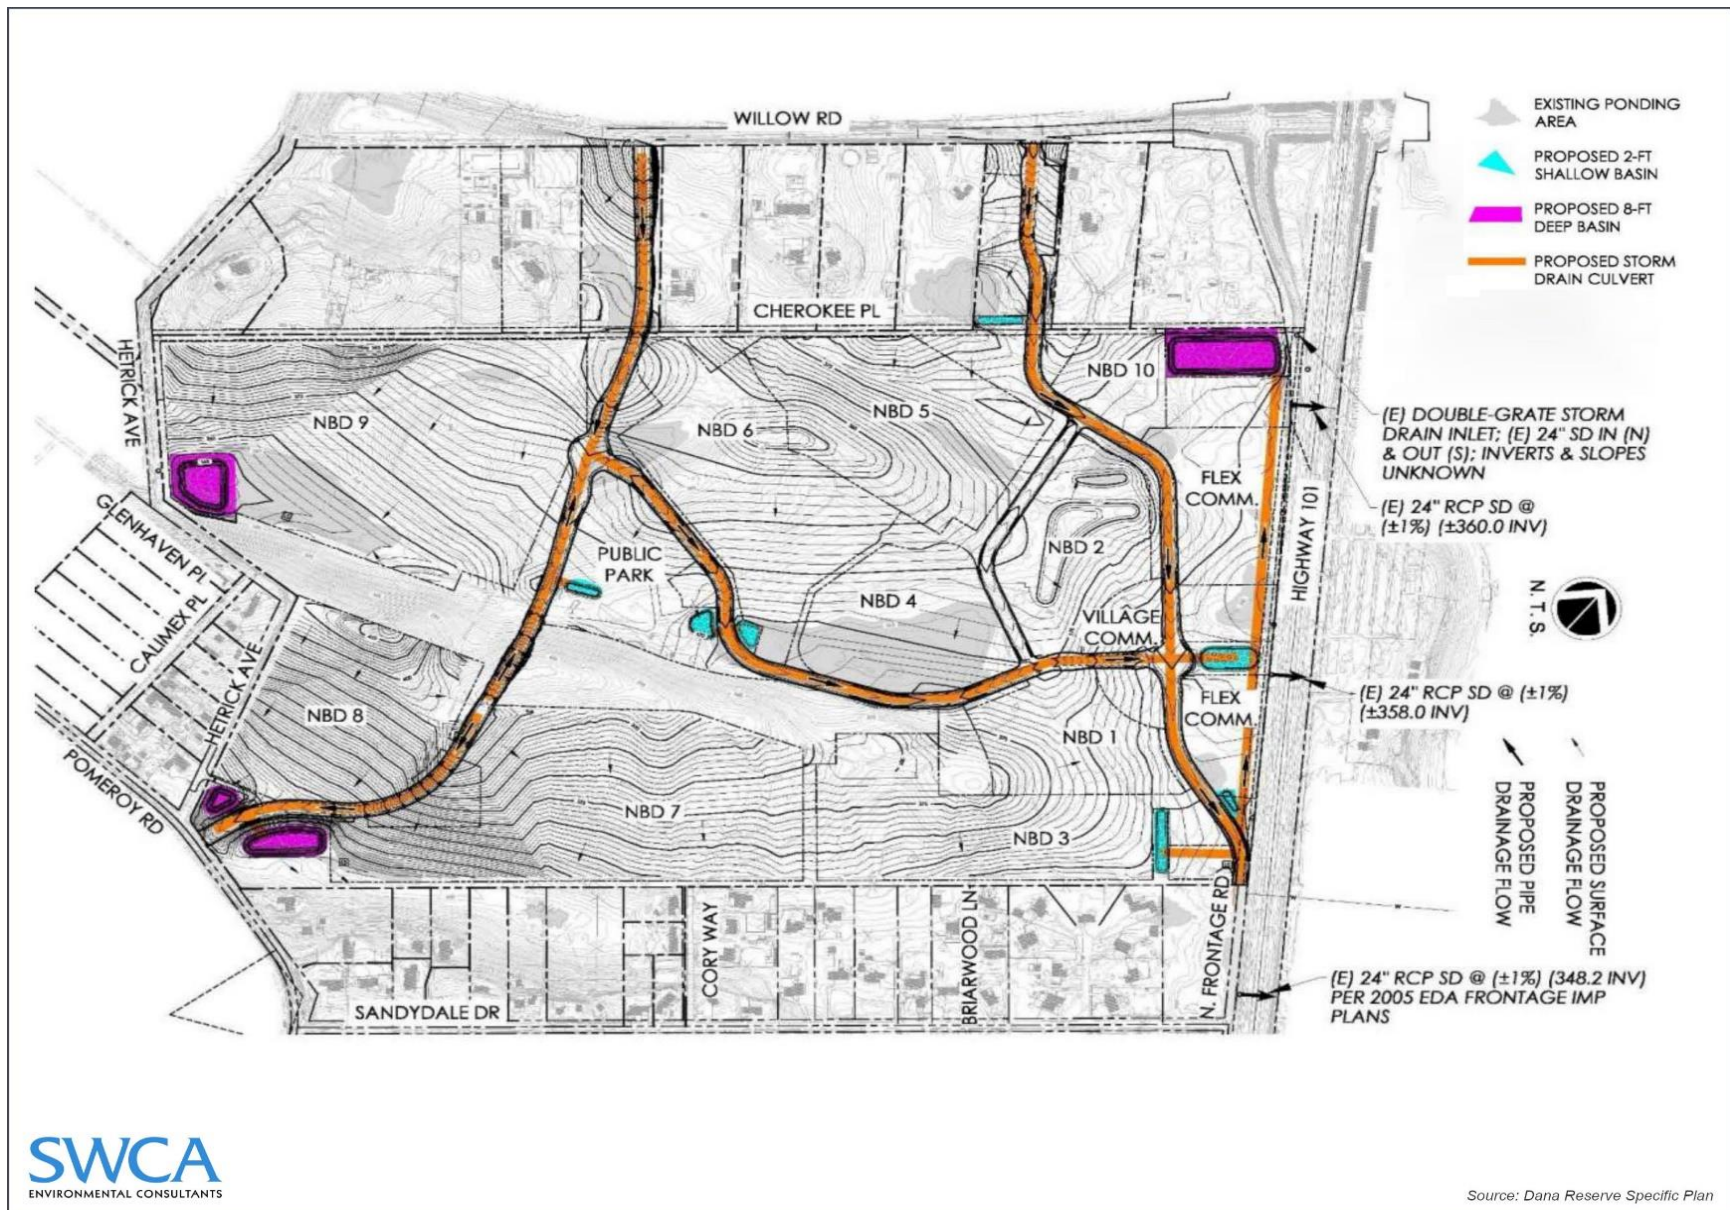 WILLOW RD
EXISTING PONDING
AREA
PROPOSED 2-FT
SHALLOW BASIN
PROPOSED 8-FT
DEEP BASIN
PROPOSED STORM
DRAIN CULVERT
CHEROKEE PL
HETRICK AVE
NBD 10
NBD 9
NBD 6
NBD 5
(E) DOUBLE-GRATE STORM
DRAIN INLET; (E) 24" SD IN (N)
& OUT (S); INVERTS & SLOPES
UNKNOWN
FLEX
COMM.
HIGHWAY 101
(E) 24" RCP SD @
(±1%) (±360.0 INV)
GLENHAVEN PL
PUBLIC
PARK
NBD 2
NBD 4
VILLAGE
COMM.
N.T.S.
CALIMEX PL
HETRICK AVE
NBD 8
FLEX
COMM.
(E) 24" RCP SD @ (±1%)
(±358.0 INV)
NBD 1
POMEROY RD
NBD 7
NBD 3
PROPOSED PIPE
DRAINAGE FLOW
PROPOSED SURFACE
DRAINAGE FLOW
CORY WAY
BRIARWOOD LN
N. FRONTAGE RD
SANDYDALE DR
(E) 24" RCP SD @ (±1%) (348.2 INV)
PER 2005 EDA FRONTAGE IMP
PLANS
SWCA
ENVIRONMENTAL CONSULTANTS
Source: Dana Reserve Specific Plan